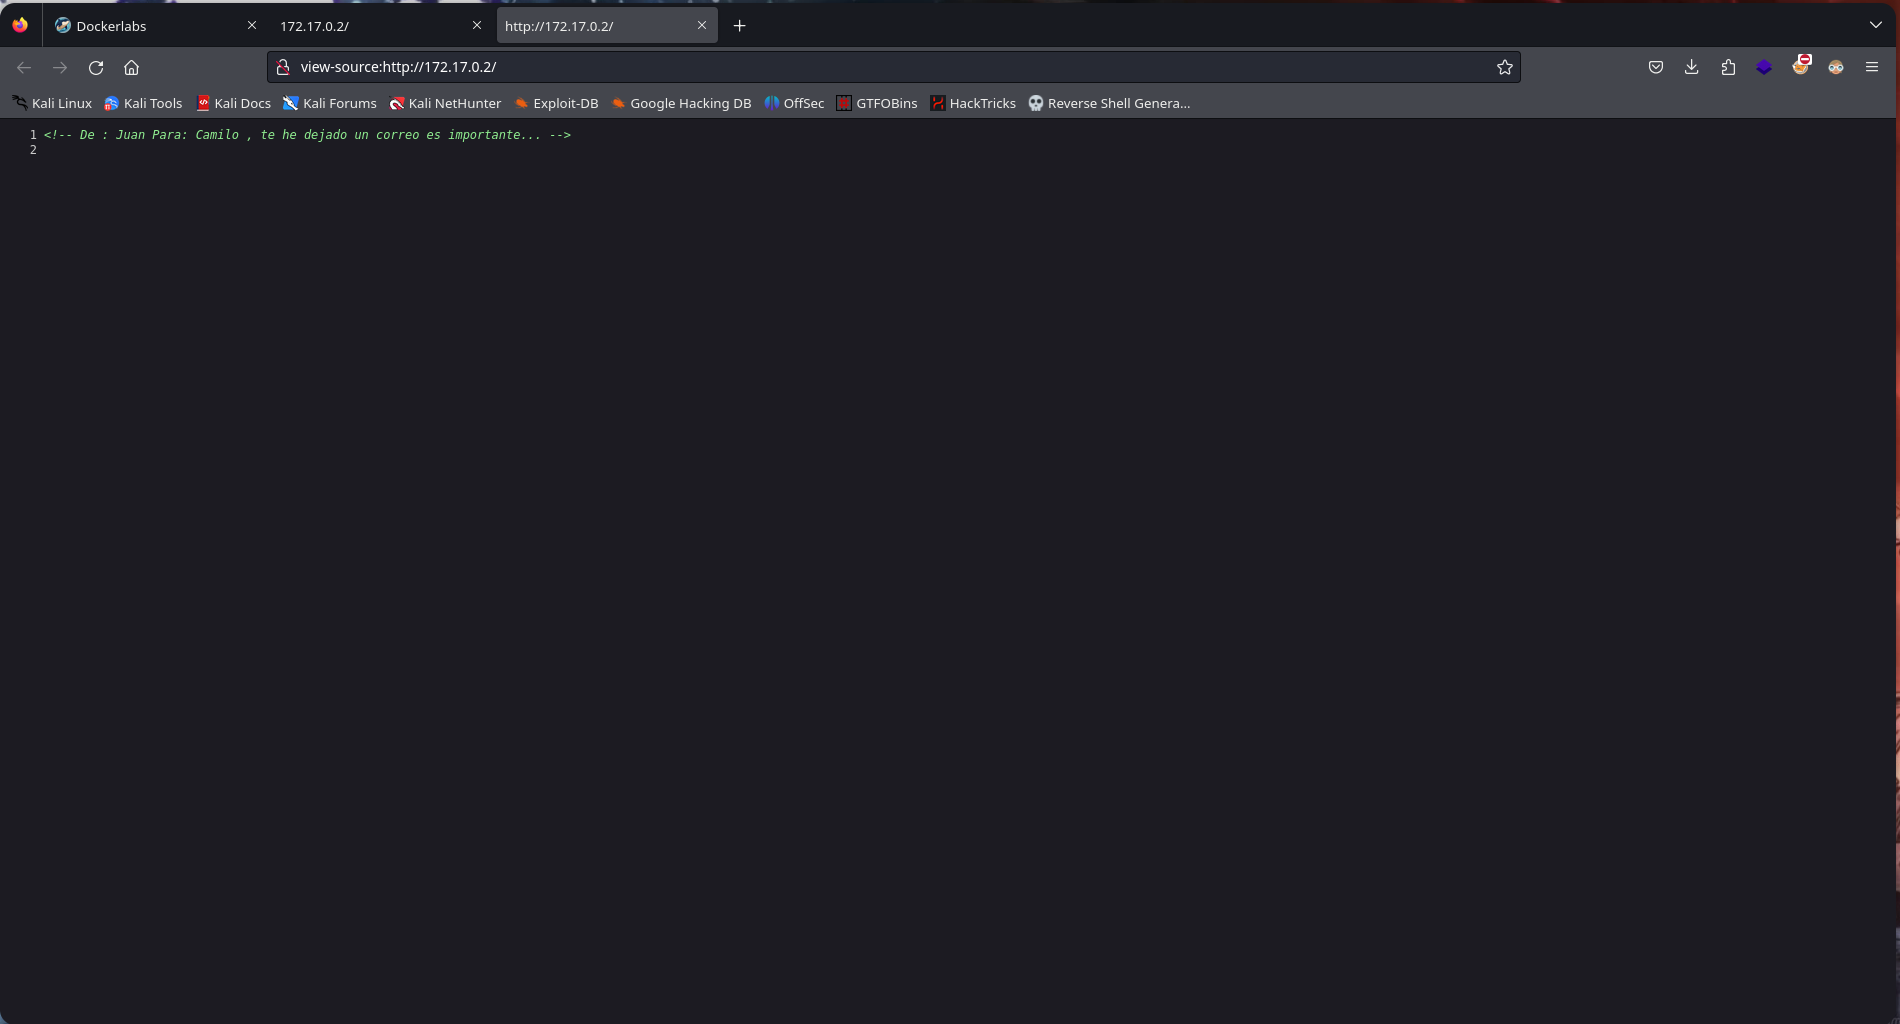 Dockerlabs
172.17.0.2/
http://172.17.0.2/
view-source:http://172.17.0.2/
Kali Linux Kali Tools Kali Docs Kali Forums Kali NetHunter Exploit-DB Google Hacking DB OffSec GTFOBins HackTricks Reverse Shell Genera...
1 <!-- De : Juan Para: Camilo , te he dejado un correo es importante... -->
2